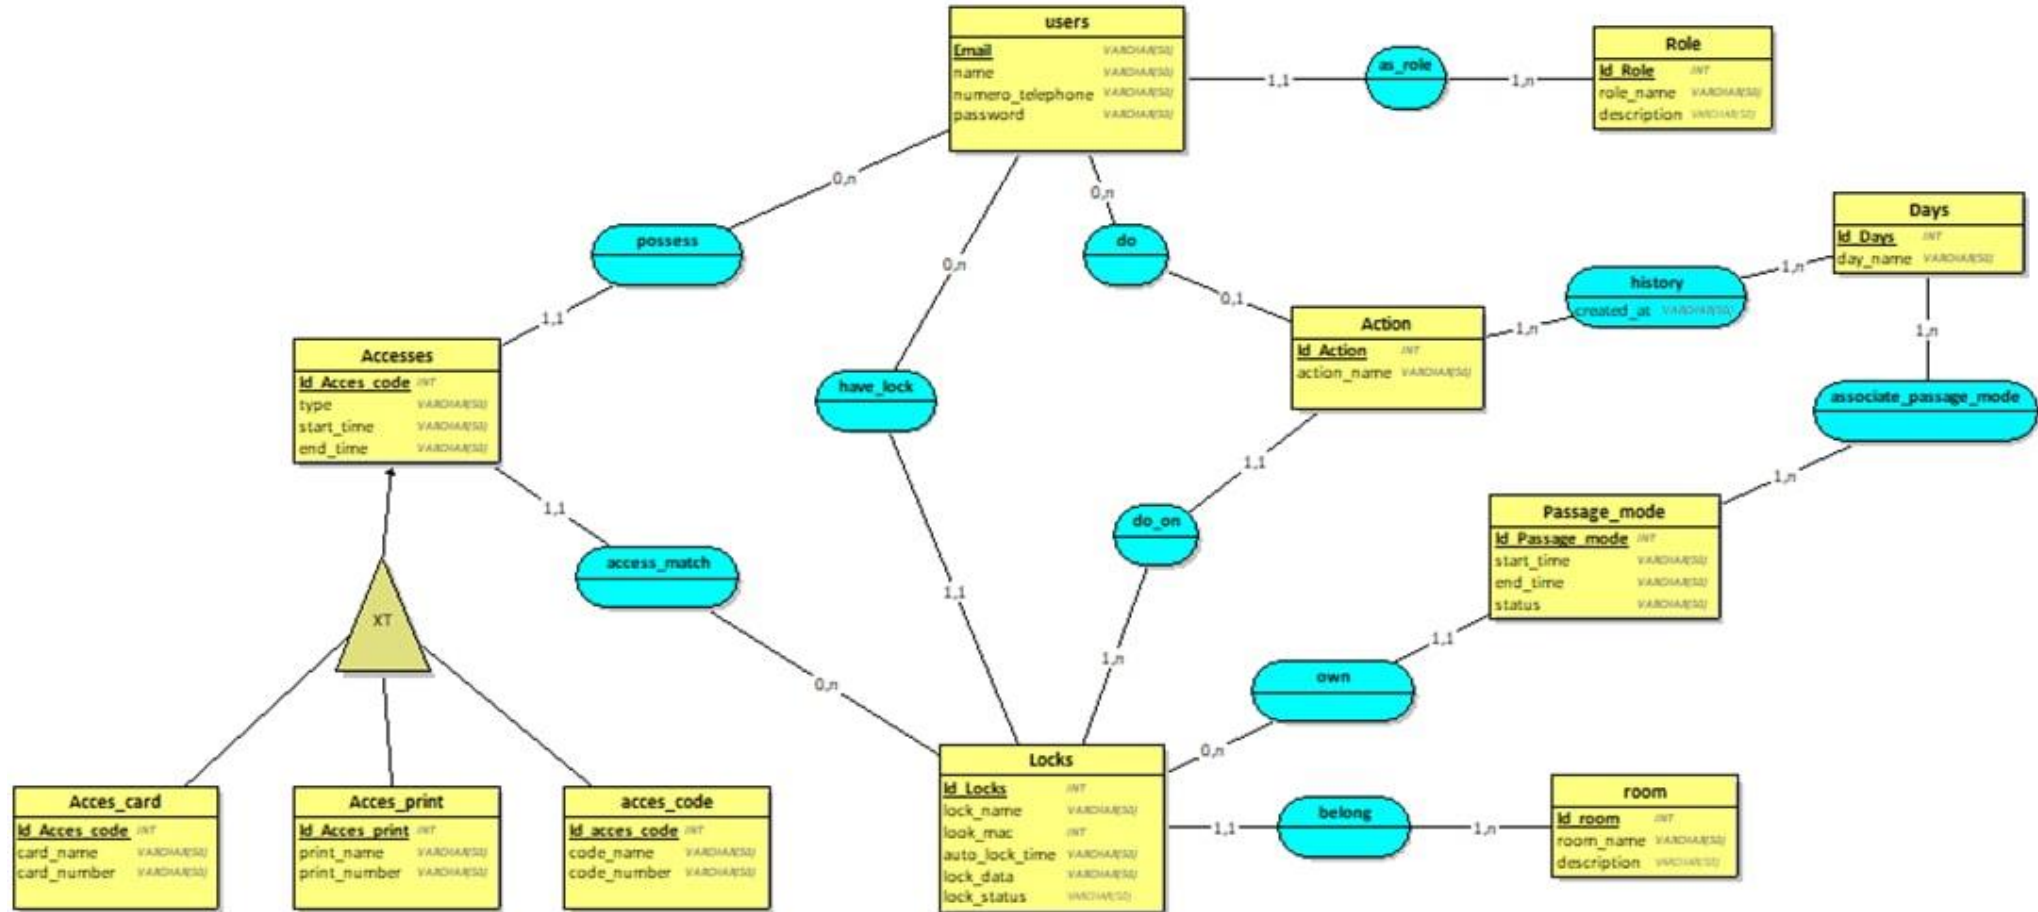 users
Email VARCHAR(50)
name VARCHAR(50)
numero_telephone VARCHAR(50)
password VARCHAR(50)
1,1
as_role
1,n
Role
Id_Role INT
role_name VARCHAR(50)
description VARCHAR(50)
0,n
possess
1,1
0,n
have_lock
1,1
0,n
do
0,1
Action
Id_Action INT
action_name VARCHAR(50)
1,n
history
created_at VARCHAR(50)
1,n
Days
Id_Days INT
day_name VARCHAR(50)
1,n
associate_passage_mode
1,n
Accesses
Id_Acces_code INT
type VARCHAR(50)
start_time VARCHAR(50)
end_time VARCHAR(50)
1,1
access_match
0,n
1,1
do_on
1,n
Passage_mode
Id_Passage_mode INT
start_time VARCHAR(50)
end_time VARCHAR(50)
status VARCHAR(50)
1,1
own
0,n
XT
Acces_card
Id_Acces_code INT
card_name VARCHAR(50)
card_number VARCHAR(50)
Acces_print
Id_Acces_print INT
print_name VARCHAR(50)
print_number VARCHAR(50)
acces_code
Id_acces_code INT
code_name VARCHAR(50)
code_number VARCHAR(50)
Locks
Id_Locks INT
lock_name VARCHAR(50)
look_mac INT
auto_lock_time VARCHAR(50)
lock_data VARCHAR(50)
lock_status VARCHAR(50)
1,1
belong
1,n
room
Id_room INT
room_name VARCHAR(50)
description VARCHAR(50)